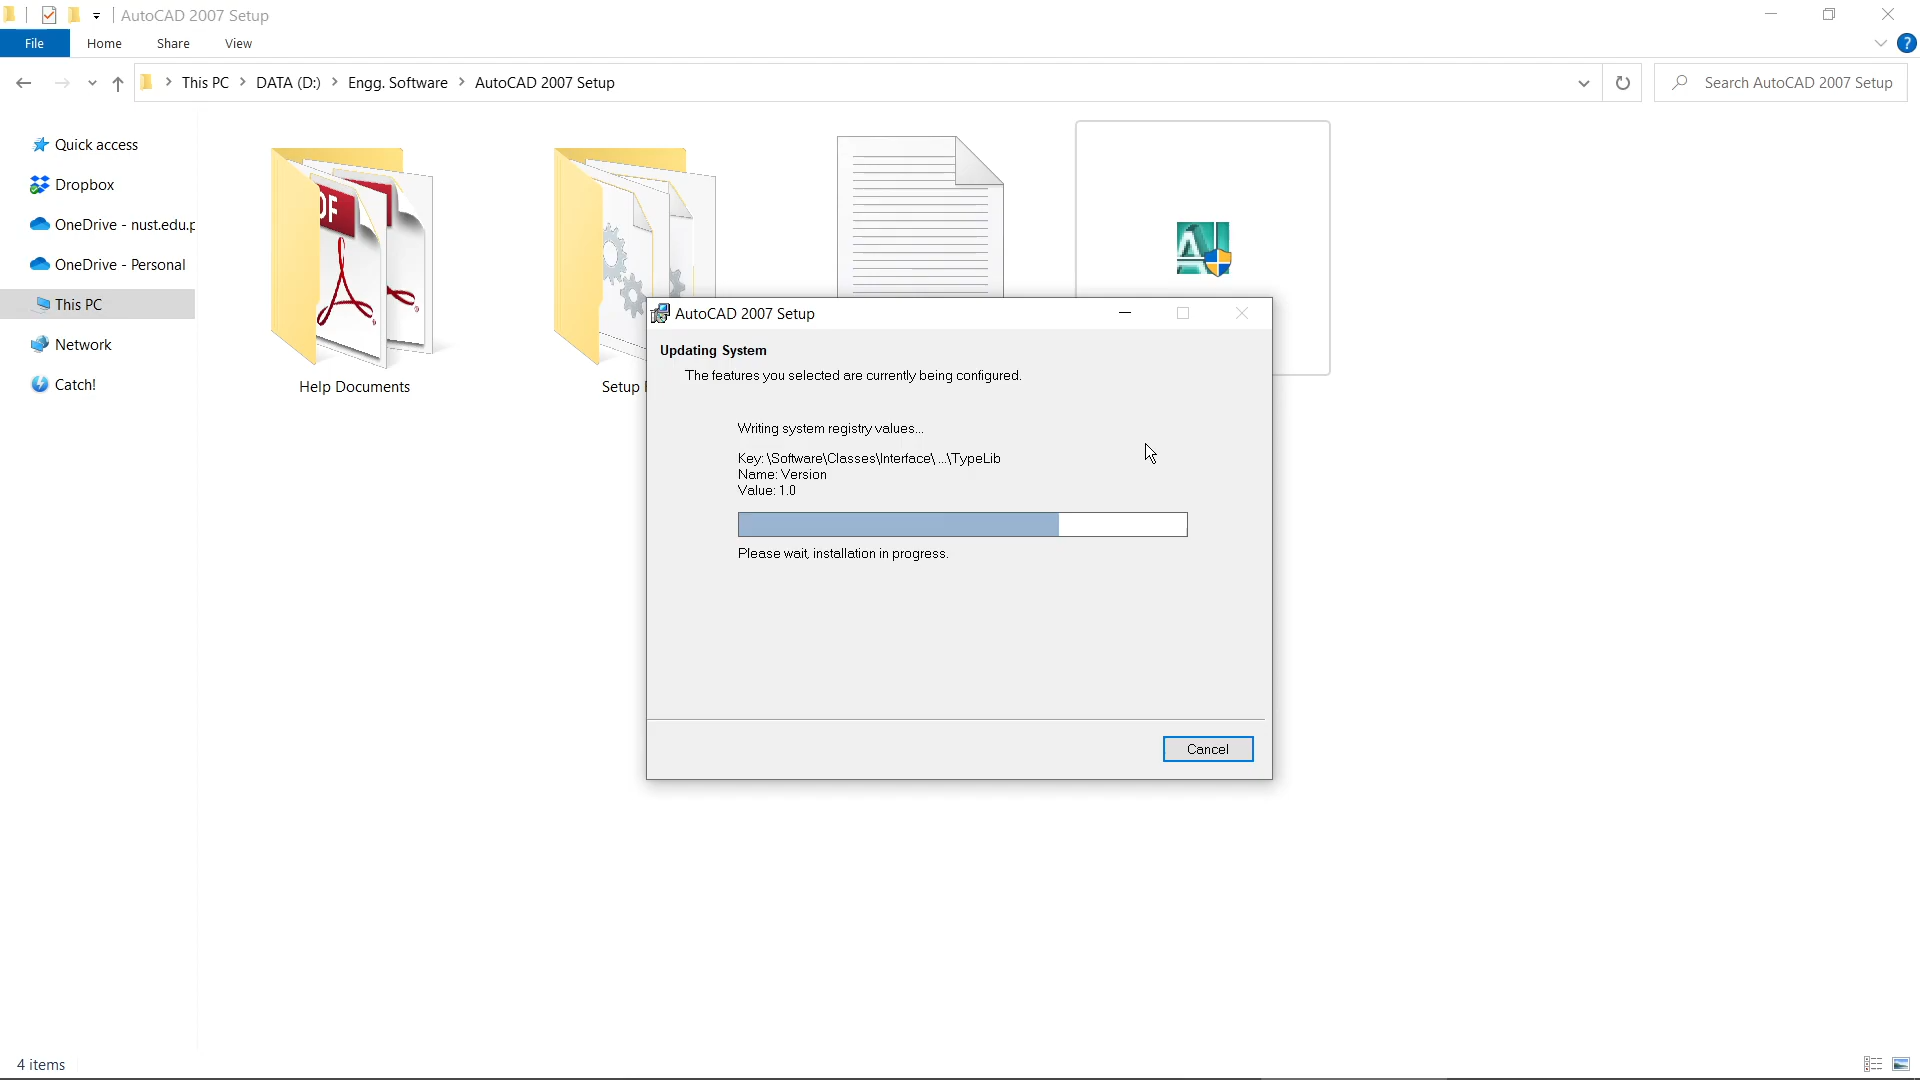 AutoCAD 2007 Setup
File Home Share View
This PC DATA (D:) Engg. Software AutoCAD 2007 Setup
Search AutoCAD 2007 Setup
Quick access
Dropbox
OneDrive - nust.edu.p
OneDrive - Personal
This PC
Network
Catch!
Help Documents
Setup
AutoCAD 2007 Setup
Updating System
The features you selected are currently being configured.
Writing system registry values...
Key: \Software\Classes\Interface\ ...\TypeLib
Name: Version
Value: 1.0
Please wait, installation in progress.
Cancel
4 items